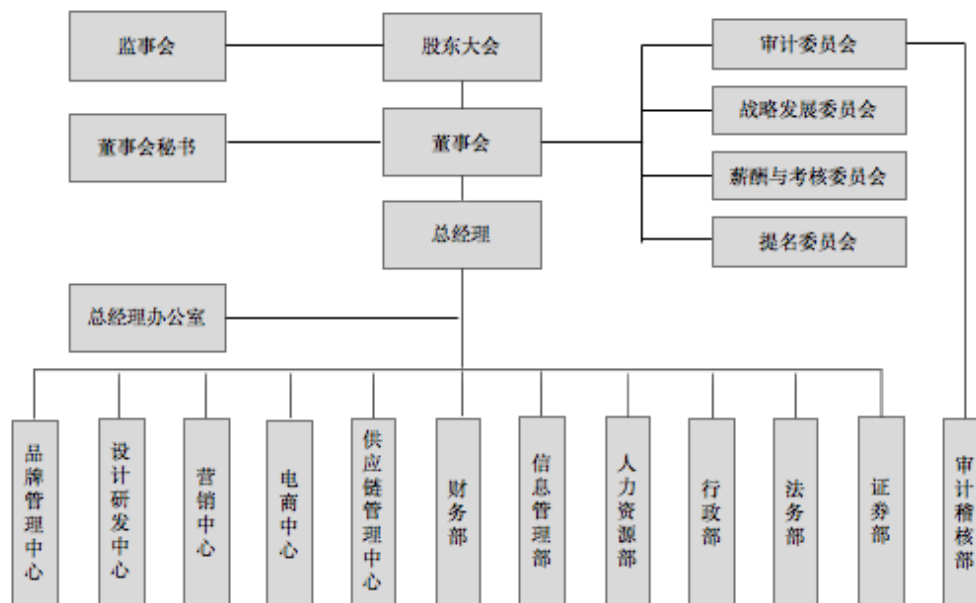 监事会
股东大会
审计委员会
战略发展委员会
董事会秘书
董事会
薪酬与考核委员会
总经理
提名委员会
总经理办公室
品牌管理中心
设计研发中心
营销中心
电商中心
供应链管理中心
财务部
信息管理部
人力资源部
行政部
法务部
证券部
审计稽核部